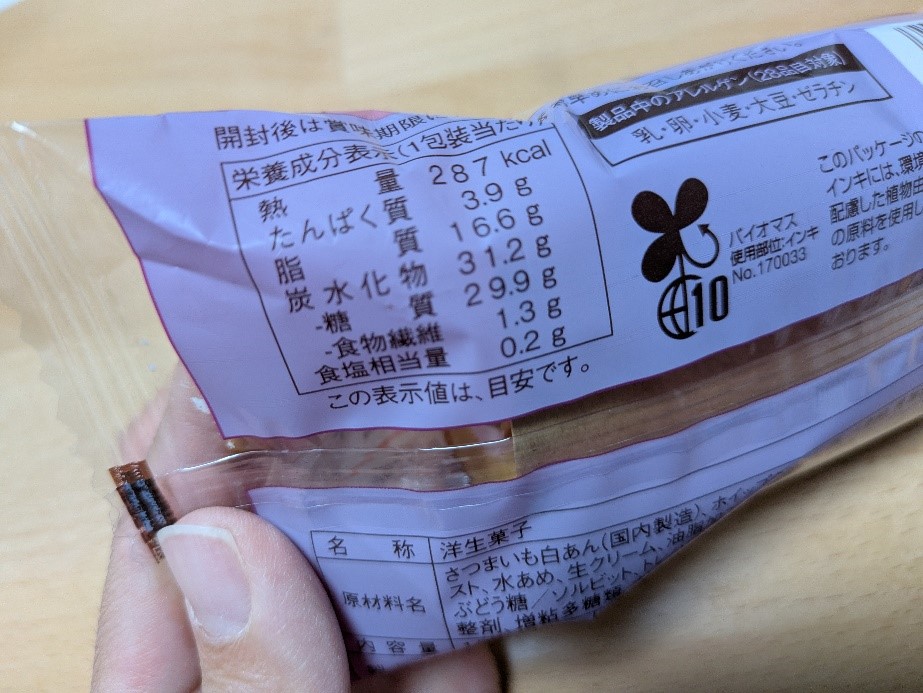 開封後は賞味期限に
栄養成分表示(1包装当たり)
熱量 287 kcal
たんぱく質 3.9 g
脂質 16.6 g
炭水化物 31.2 g
-糖質 29.9 g
-食物繊維 1.3 g
食塩相当量 0.2 g
この表示値は、目安です。
製品中のアレルゲン(28品目対象)
乳・卵・小麦・大豆・ゼラチン
10
バイオマス
使用部位:インキ
No.170033
このパッケージの
インキには、環境
配慮した植物由
の原料を使用し
おります。
名称 洋生菓子
原材料名
さつまいも白あん(国内製造)、ホイップ
スト、水あめ、生クリーム、油脂
ぶどう糖/ソルビット、
整剤、増粘多糖類
内容量